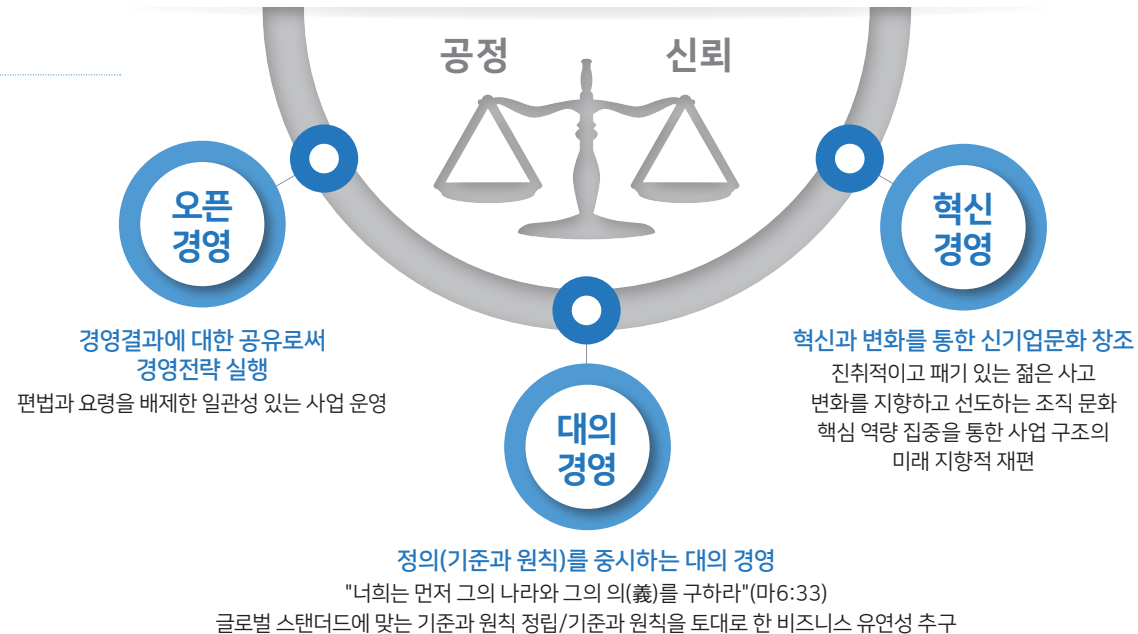 공정
신뢰
오픈
경영
경영결과에 대한 공유로써
경영전략 실행
편법과 요령을 배제한 일관성 있는 사업 운영
대의
경영
정의(기준과 원칙)를 중시하는 대의 경영
"너희는 먼저 그의 나라와 그의 의(義)를 구하라"(마6:33)
글로벌 스탠더드에 맞는 기준과 원칙 정립/기준과 원칙을 토대로 한 비즈니스 유연성 추구
혁신
경영
혁신과 변화를 통한 신기업문화 창조
진취적이고 패기 있는 젊은 사고
변화를 지향하고 선도하는 조직 문화
핵심 역량 집중을 통한 사업 구조의
미래 지향적 재편